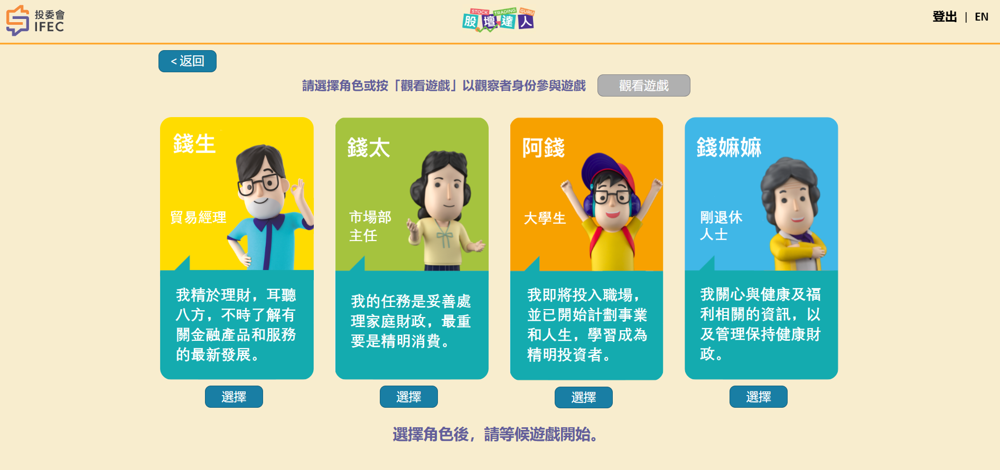 投委會
IFEC
STOCK TRADING GURU
股壇達人
登出 | EN
< 返回
請選擇角色或按「觀看遊戲」以觀察者身份參與遊戲
觀看遊戲
錢生
貿易經理
我精於理財，耳聽
八方，不時了解有
關金融產品和服務
的最新發展。
選擇
錢太
市場部
主任
我的任務是妥善處
理家庭財政，最重
要是精明消費。
選擇
阿錢
大學生
我即將投入職場，
並已開始計劃事業
和人生，學習成為
精明投資者。
選擇
錢嫲嫲
剛退休
人士
我關心與健康及福
利相關的資訊，以
及管理保持健康財
政。
選擇
選擇角色後，請等候遊戲開始。